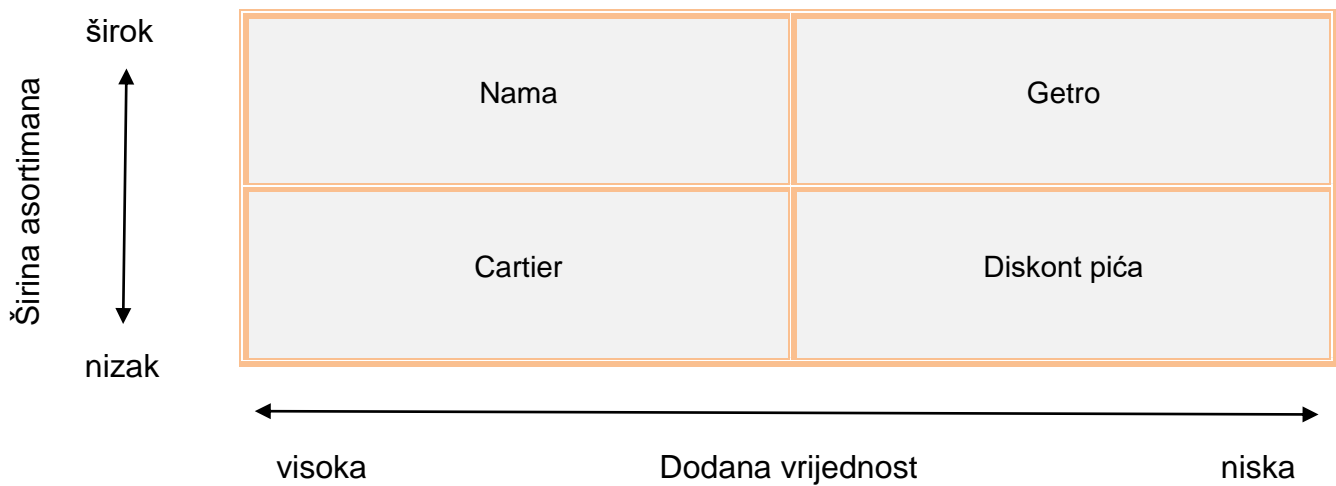 širok
Širina asortimana
Nama
Getro
Cartier
Diskont pića
nizak
visoka
Dodana vrijednost
niska